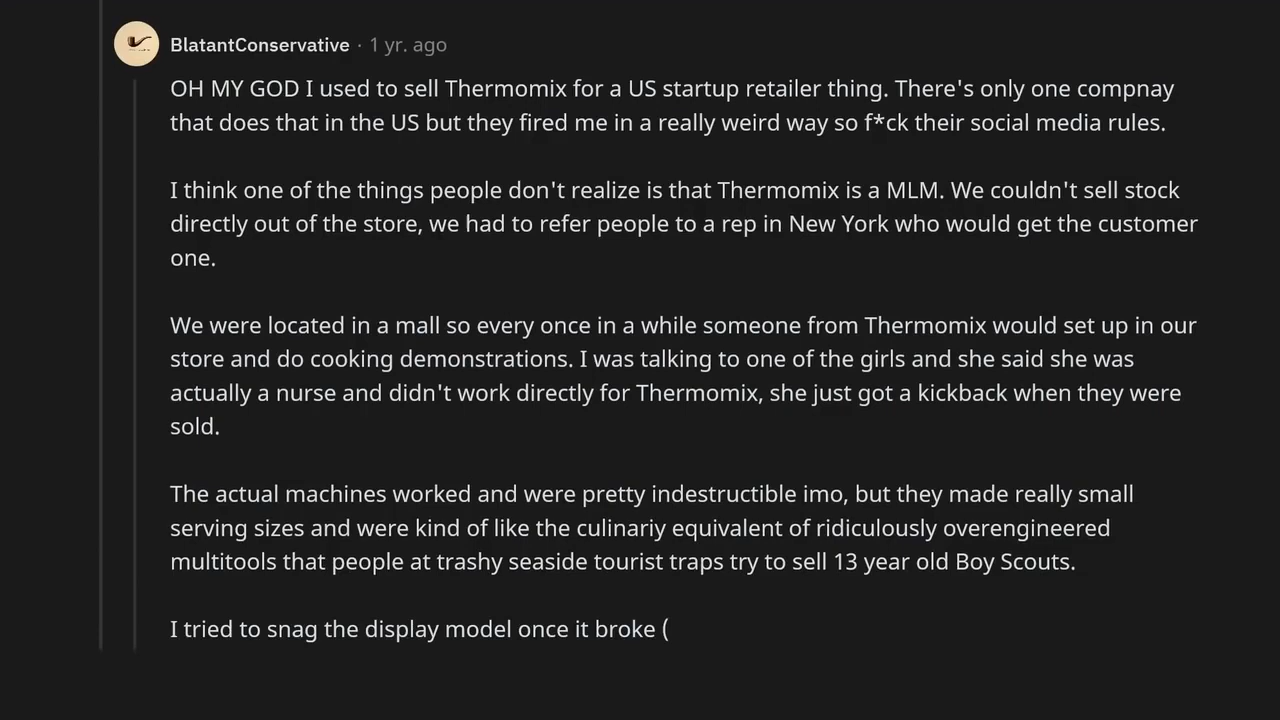 BlatantConservative · 1 yr. ago
OH MY GOD I used to sell Thermomix for a US startup retailer thing. There's only one compnay
that does that in the US but they fired me in a really weird way so f*ck their social media rules.
I think one of the things people don't realize is that Thermomix is a MLM. We couldn't sell stock
directly out of the store, we had to refer people to a rep in New York who would get the customer
one.
We were located in a mall so every once in a while someone from Thermomix would set up in our
store and do cooking demonstrations. I was talking to one of the girls and she said she was
actually a nurse and didn't work directly for Thermomix, she just got a kickback when they were
sold.
The actual machines worked and were pretty indestructible imo, but they made really small
serving sizes and were kind of like the culinariy equivalent of ridiculously overengineered
multitools that people at trashy seaside tourist traps try to sell 13 year old Boy Scouts.
I tried to snag the display model once it broke (